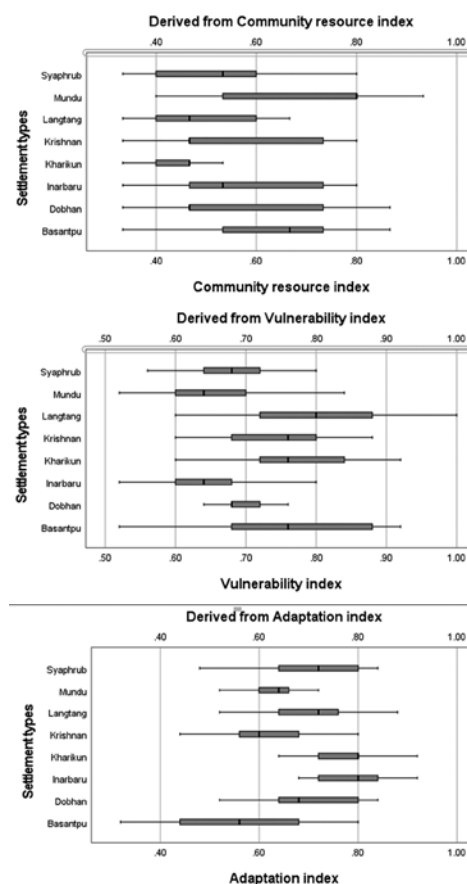 Derived from Community resource index
.40 .60 .80 1.00
Settlement types
Syaphrub
Mundu
Langtang
Krishnan
Kharikun
Inarbaru
Dobhan
Basantpu
.40 .60 .80 1.00
Community resource index
Derived from Vulnerability index
.50 .60 .70 .80 .90 1.00
Settlement types
Syaphrub
Mundu
Langtang
Krishnan
Kharikun
Inarbaru
Dobhan
Basantpu
.50 .60 .70 .80 .90 1.00
Vulnerability index
Derived from Adaptation index
.40 .60 .80 1.00
Settlement types
Syaphrub
Mundu
Langtang
Krishnan
Kharikun
Inarbaru
Dobhan
Basantpu
.40 .60 .80 1.00
Adaptation index